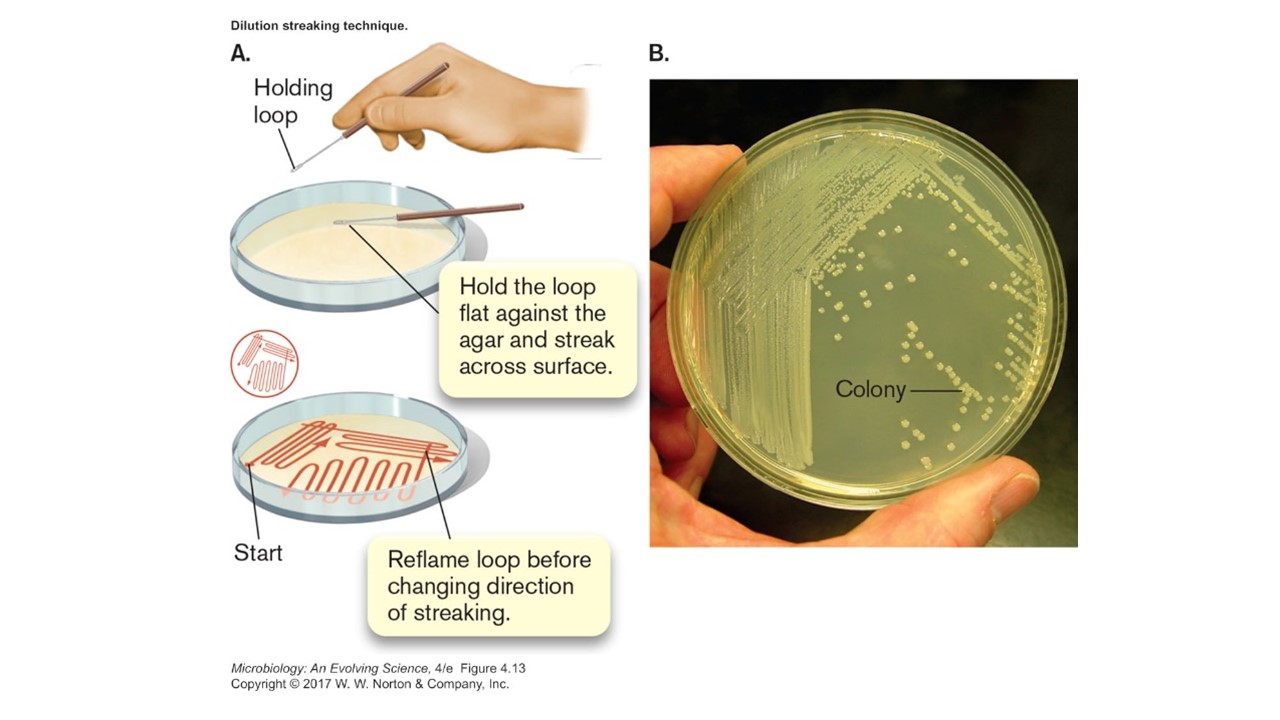 Dilution streaking technique.
A.
Holding
loop
Hold the loop
flat against the
agar and streak
across surface.
Start
Reflame loop before
changing direction
of streaking.
B.
Colony
Microbiology: An Evolving Science, 4/e Figure 4.13
Copyright © 2017 W. W. Norton & Company, Inc.